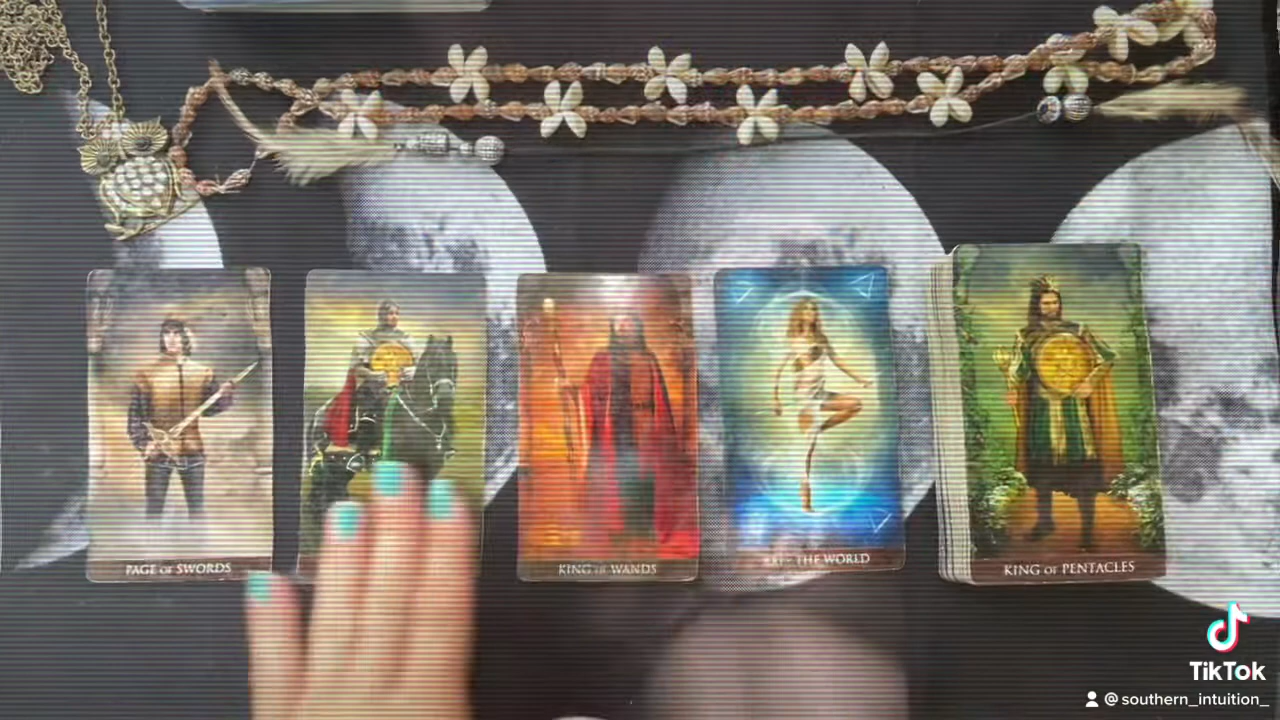 PAGE OF SWORDS
KING OF WANDS
THE WORLD
KING OF PENTACLES
TikTok
@southern_intuition_